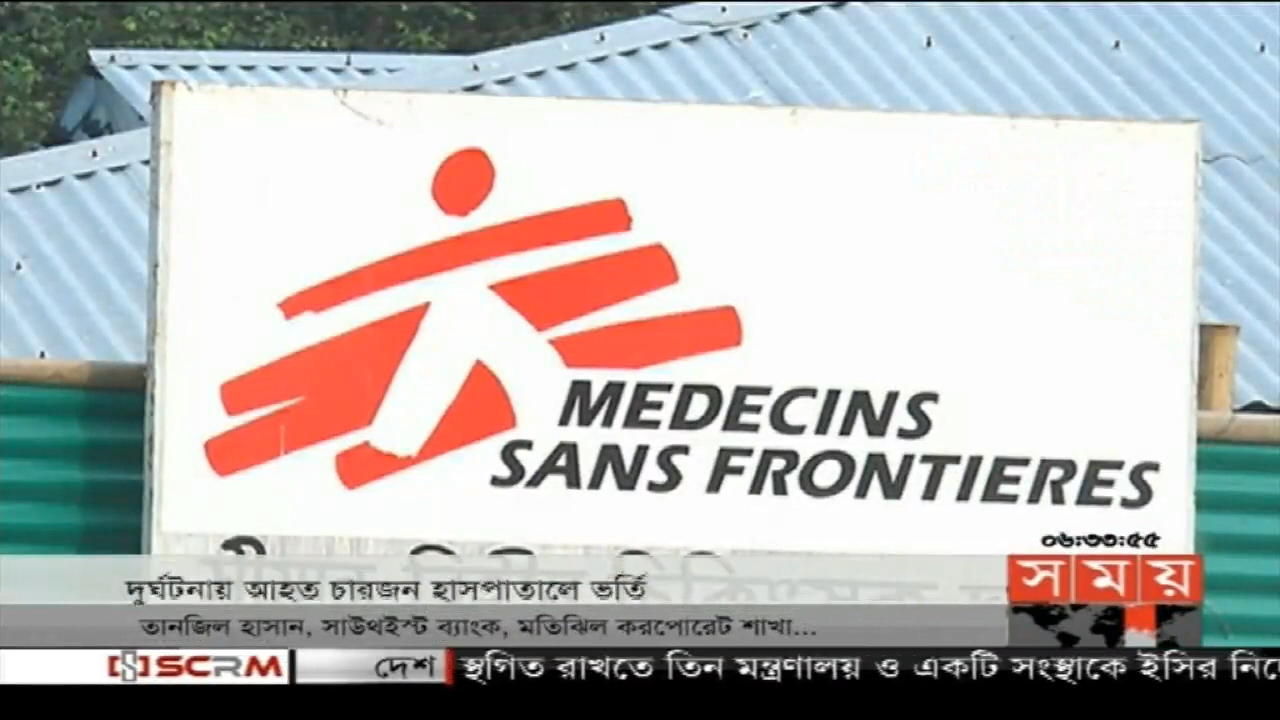 MEDECINS
SANS FRONTIERES
০৬:৩৩:৫৫
সময়
দুর্ঘটনায় আহত চারজন হাসপাতালে ভর্তি
তানজিল হাসান, সাউথইস্ট ব্যাংক, মতিঝিল করপোরেট শাখা...
SCRM
দেশ
স্থগিত রাখতে তিন মন্ত্রণালয় ও একটি সংস্থাকে ইসির